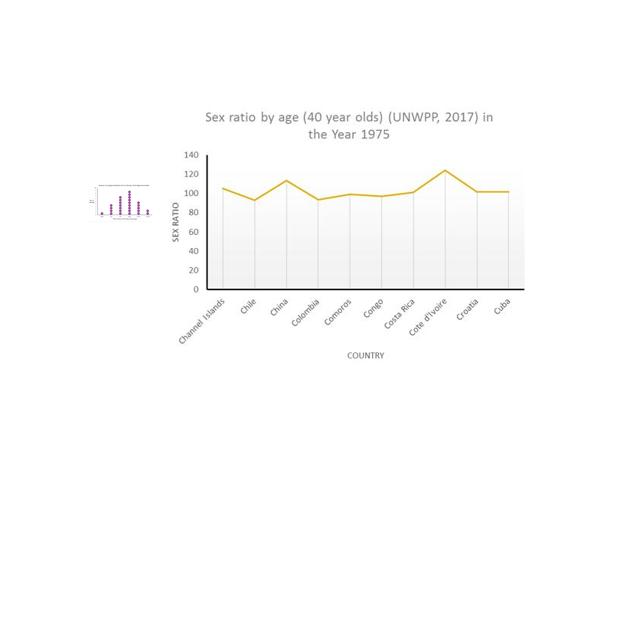 Sex ratio by age (40 year olds) (UNWPP, 2017) in
the Year 1975
140
120
100
80
60
40
20
0
SEX RATIO
Channel Islands
Chile
China
Colombia
Comoros
Congo
Costa Rica
Cote d'Ivoire
Croatia
Cuba
COUNTRY